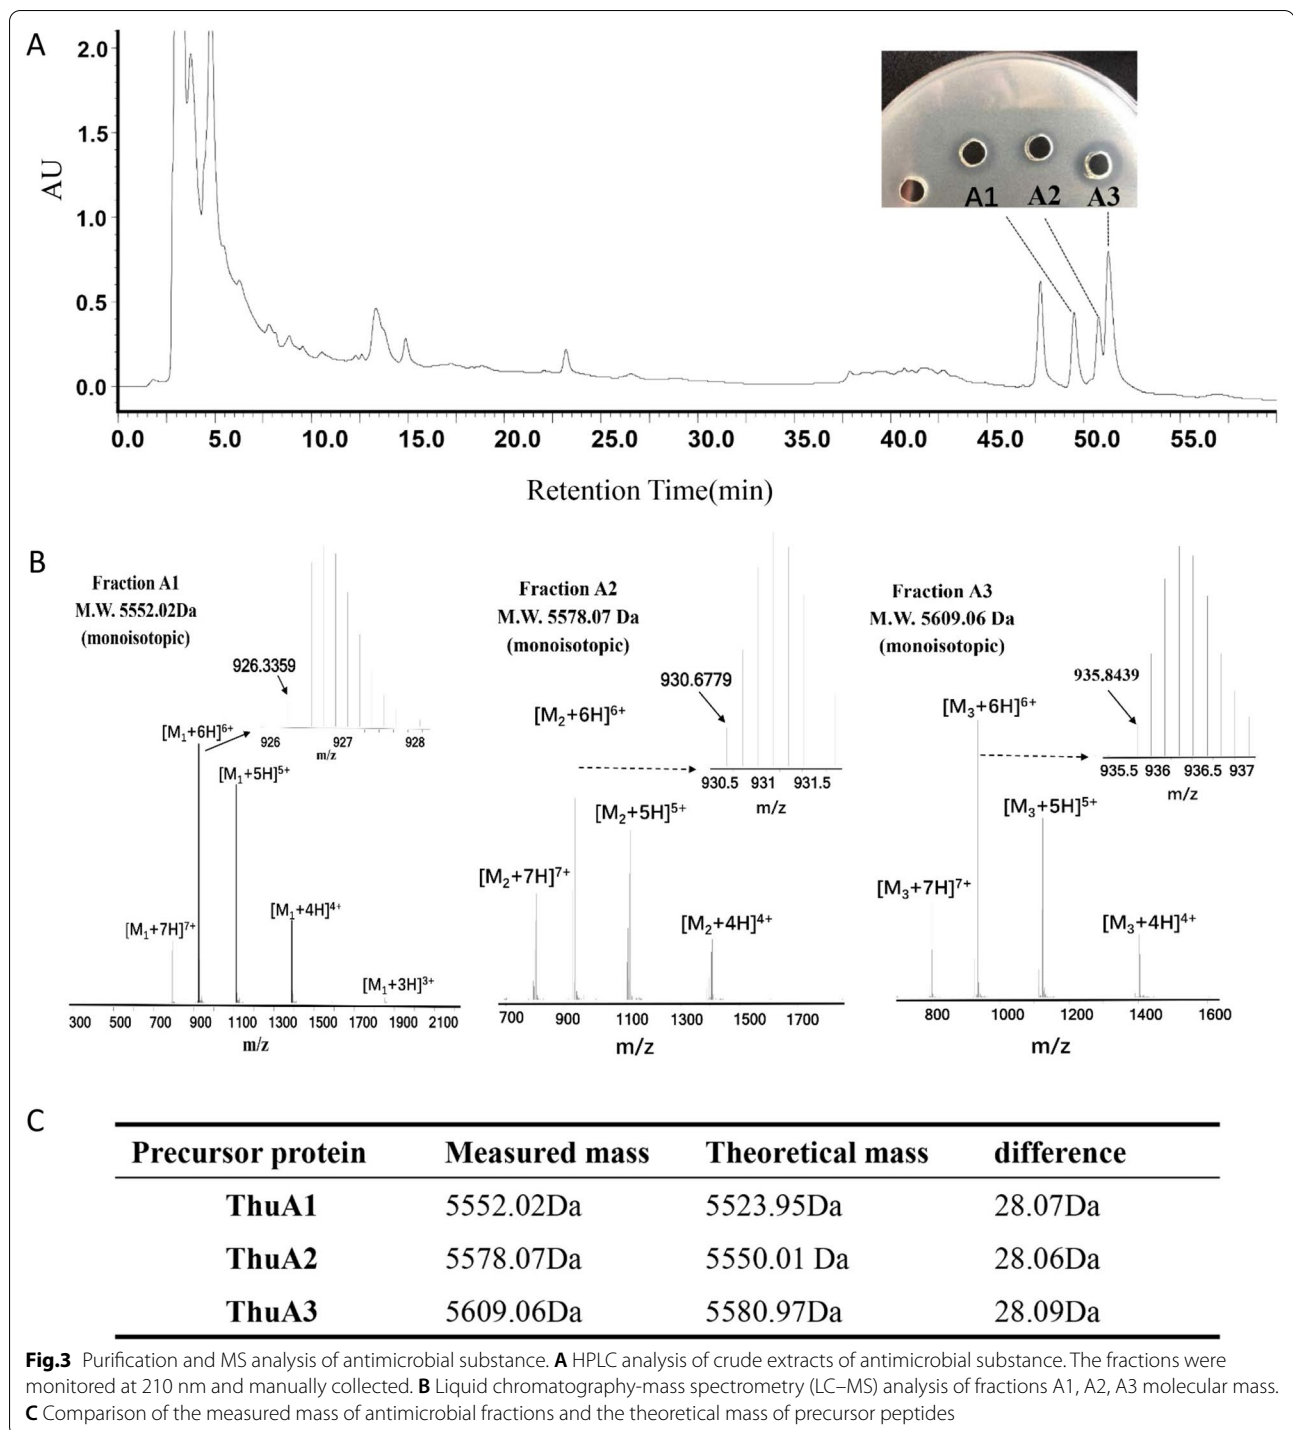 A
2.0
1.5
1.0
0.5
0.0
AU
A1 A2 A3
0.0 5.0 10.0 15.0 20.0 25.0 30.0 35.0 40.0 45.0 50.0 55.0
Retention Time(min)
B
Fraction A1
M.W. 5552.02Da
(monoisotopic)
926.3359
[M₁+6H]⁶⁺
926 927 928
m/z
[M₁+5H]⁵⁺
[M₁+4H]⁴⁺
[M₁+7H]⁷⁺
[M₁+3H]³⁺
300 500 700 900 1100 1300 1500 1700 1900 2100
m/z
Fraction A2
M.W. 5578.07 Da
(monoisotopic)
930.6779
[M₂+6H]⁶⁺
930.5 931 931.5
m/z
[M₂+5H]⁵⁺
[M₂+7H]⁷⁺
[M₂+4H]⁴⁺
700 900 1100 1300 1500 1700
m/z
Fraction A3
M.W. 5609.06 Da
(monoisotopic)
935.8439
[M₃+6H]⁶⁺
935.5 936 936.5 937
m/z
[M₃+5H]⁵⁺
[M₃+7H]⁷⁺
[M₃+4H]⁴⁺
800 1000 1200 1400 1600
m/z
C
Precursor protein Measured mass Theoretical mass difference
ThuA1 5552.02Da 5523.95Da 28.07Da
ThuA2 5578.07Da 5550.01 Da 28.06Da
ThuA3 5609.06Da 5580.97Da 28.09Da
Fig.3 Purification and MS analysis of antimicrobial substance. A HPLC analysis of crude extracts of antimicrobial substance. The fractions were
monitored at 210 nm and manually collected. B Liquid chromatography-mass spectrometry (LC–MS) analysis of fractions A1, A2, A3 molecular mass.
C Comparison of the measured mass of antimicrobial fractions and the theoretical mass of precursor peptides